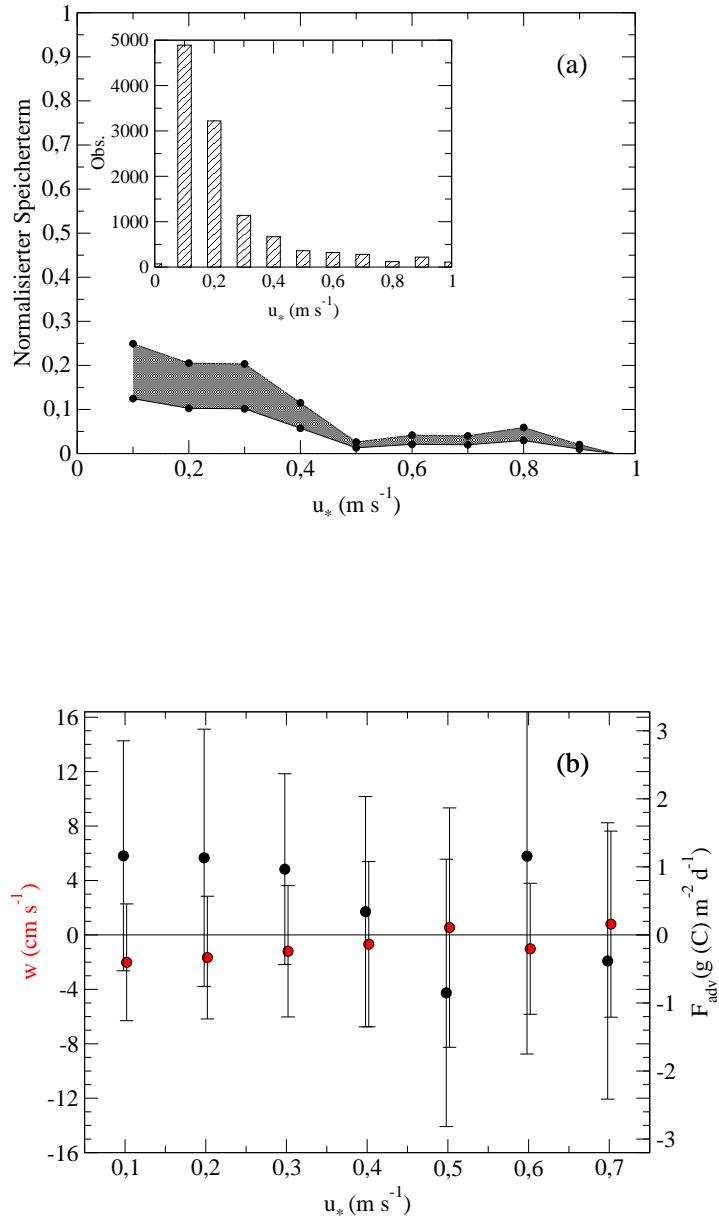 (a)
Normalisierter Speicherterm
1
0,9
0,8
0,7
0,6
0,5
0,4
0,3
0,2
0,1
0
0 0,2 0,4 0,6 0,8 1
u* (m s-1)
Obs.
5000
4000
3000
2000
1000
0
0 0,2 0,4 0,6 0,8 1
u* (m s-1)
(b)
w (cm s-1)
16
12
8
4
0
-4
-8
-12
-16
F adv (g (C) m-2 d-1)
3
2
1
0
-1
-2
-3
0,1 0,2 0,3 0,4 0,5 0,6 0,7
u* (m s-1)